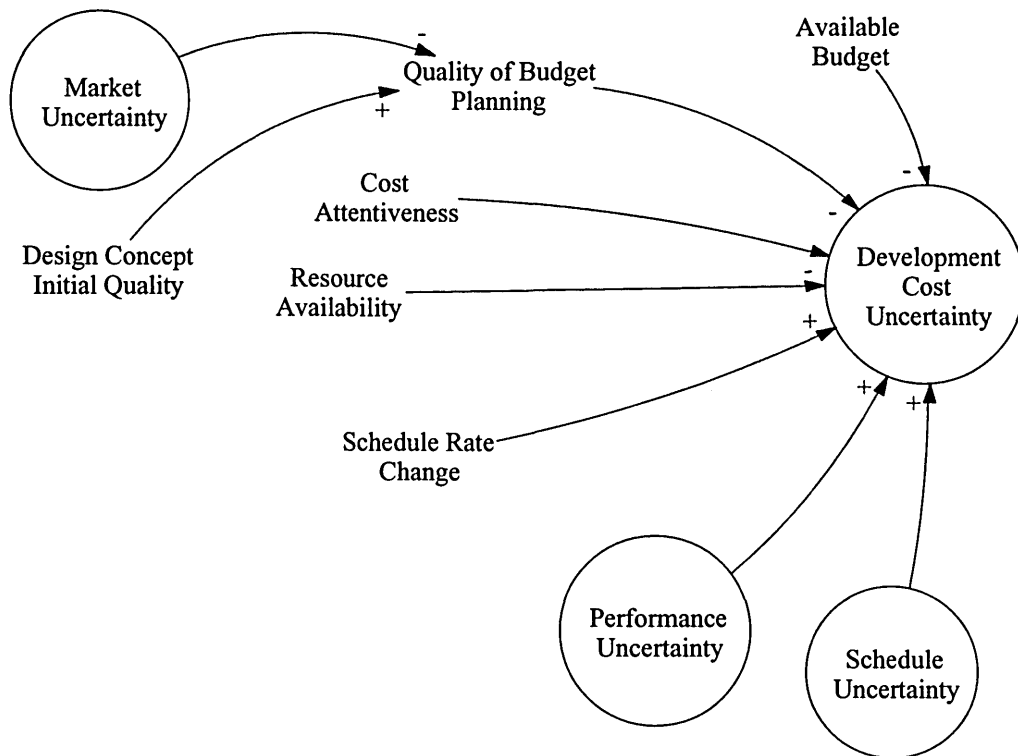 Available
Budget
-
Market
Uncertainty
Quality of Budget
Planning
+
Cost
Attentiveness
-
-
Design Concept
Initial Quality
Development
Cost
Uncertainty
Resource
Availability
-
+
Schedule Rate
Change
+
+
Performance
Uncertainty
Schedule
Uncertainty